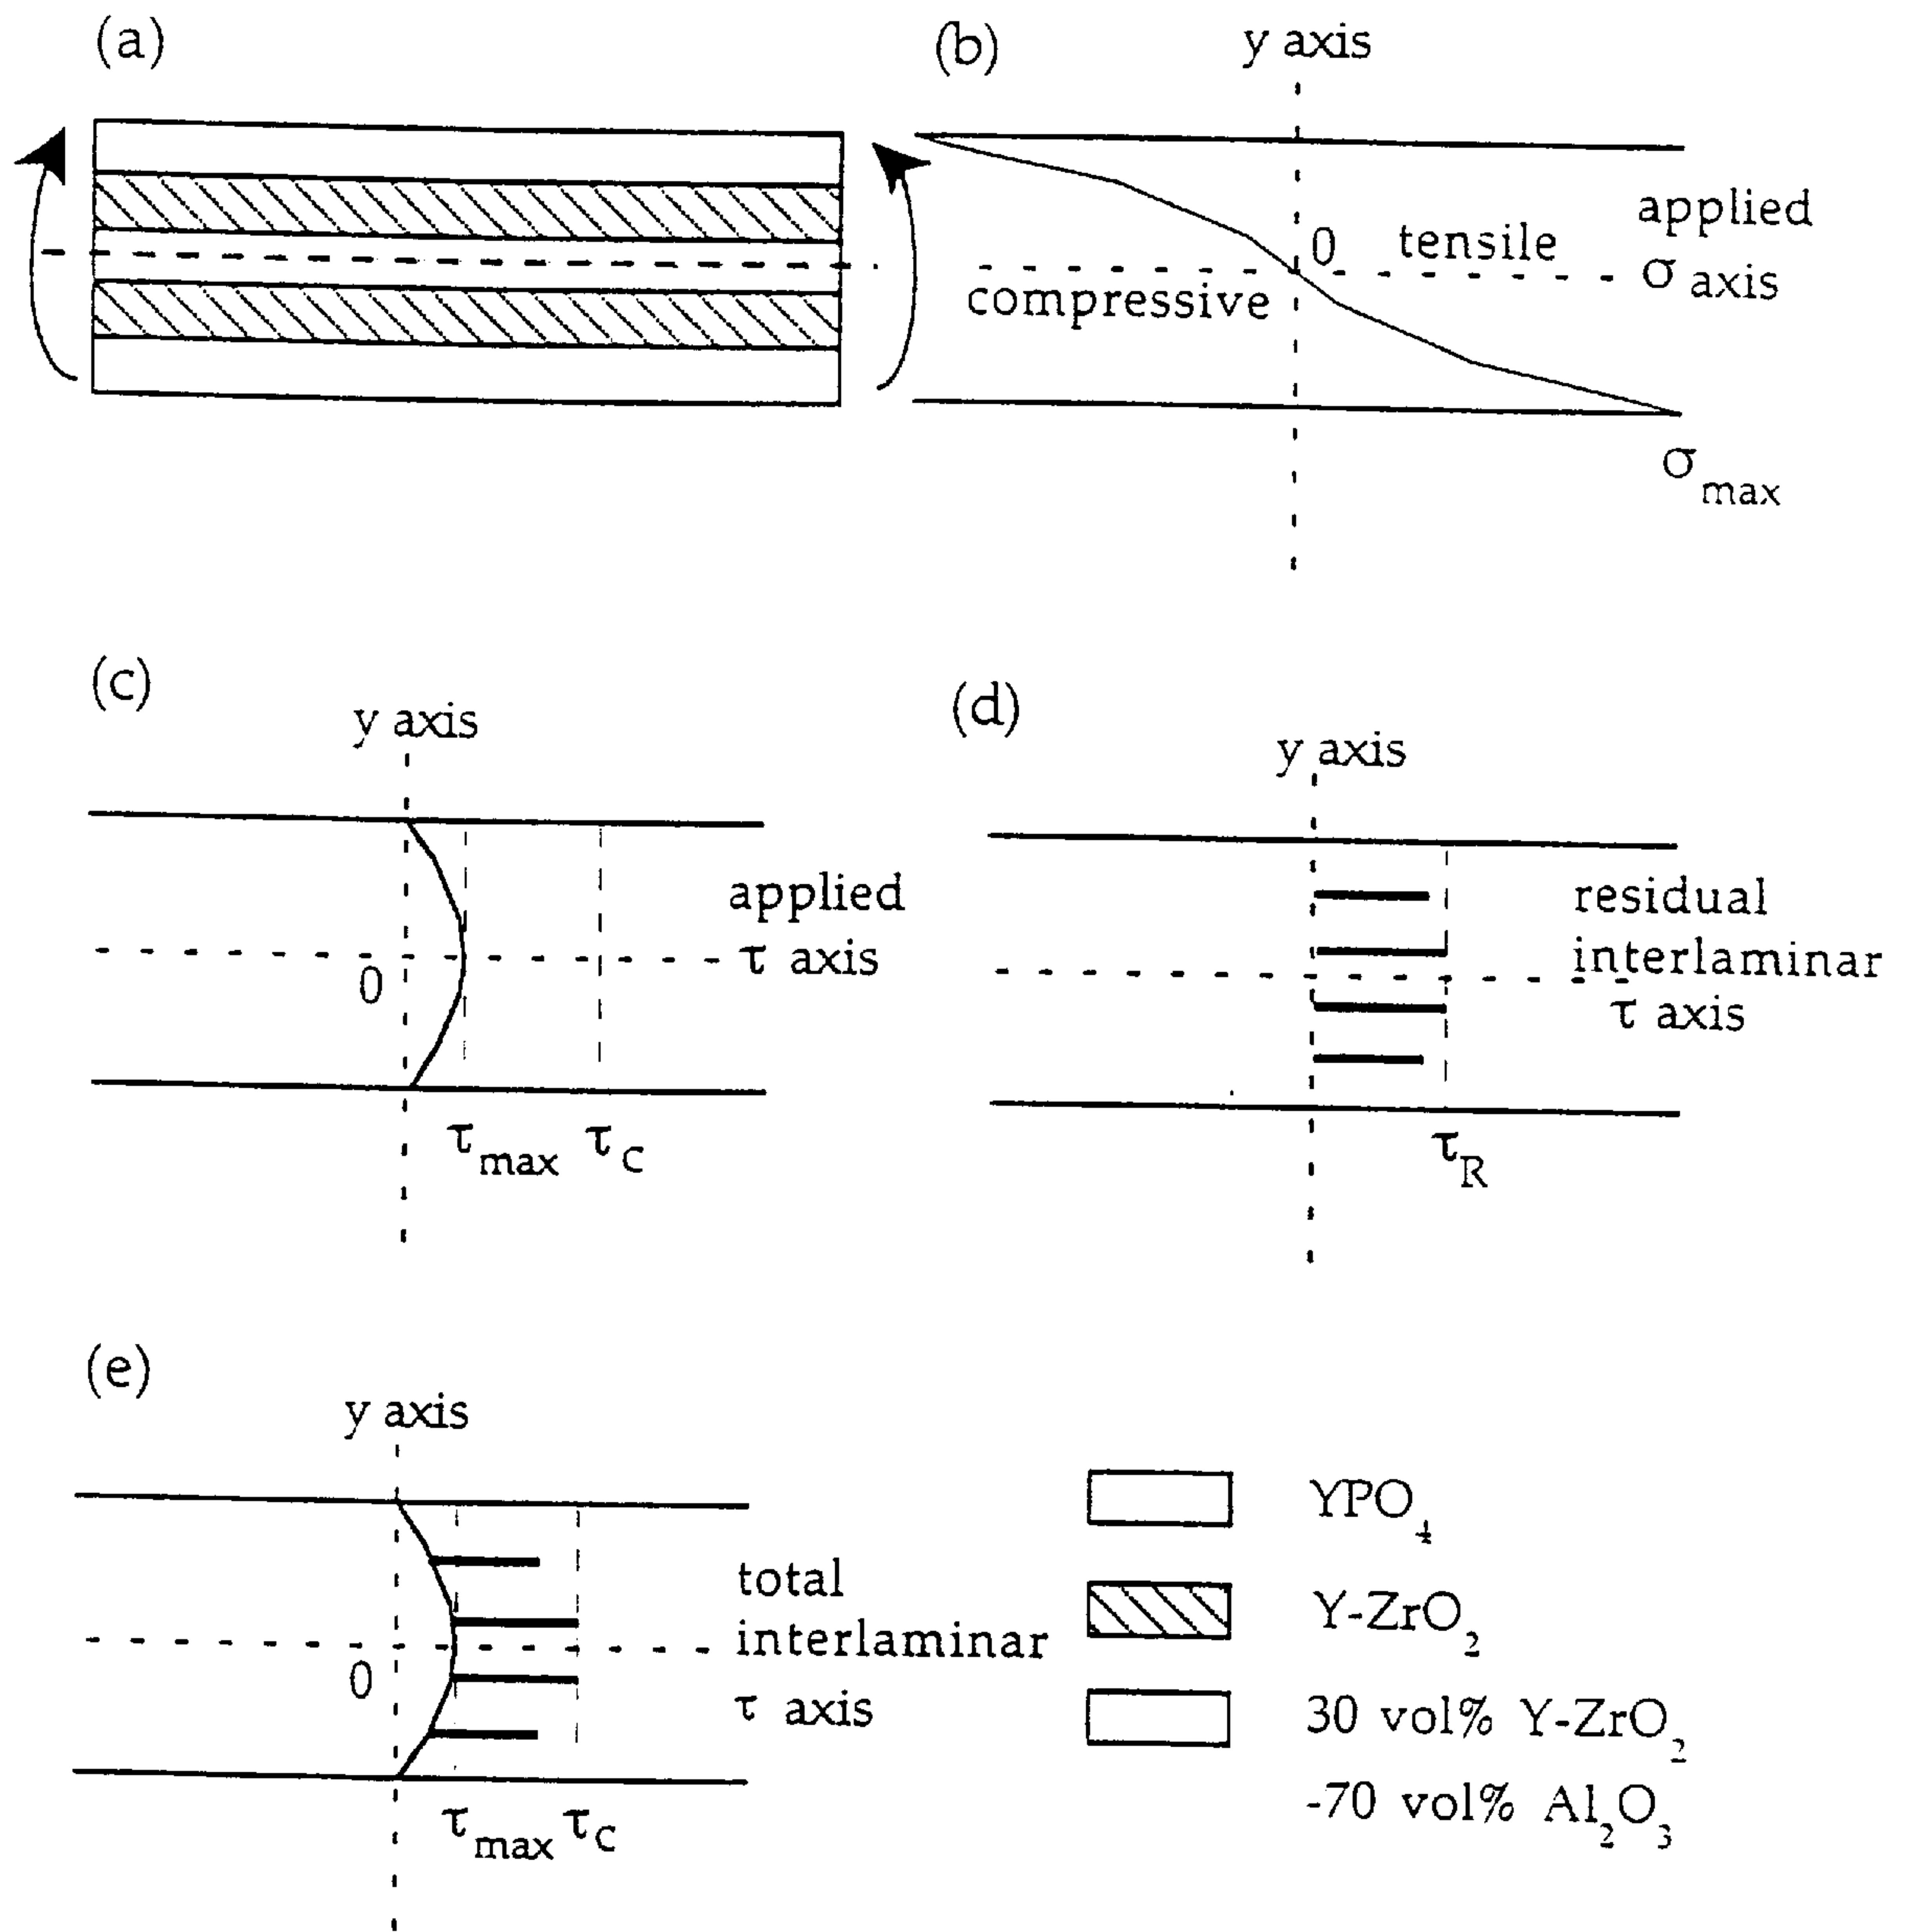 (a)
(b)
y axis
0
tensile
applied
σ axis
compressive
σ max
(c)
y axis
applied
τ axis
0
τ max
τ C
(d)
y axis
residual
interlaminar
τ axis
τ R
(e)
y axis
total
interlaminar
τ axis
0
τ max
τ C
YPO4
Y-ZrO2
30 vol% Y-ZrO2
-70 vol% Al2O3